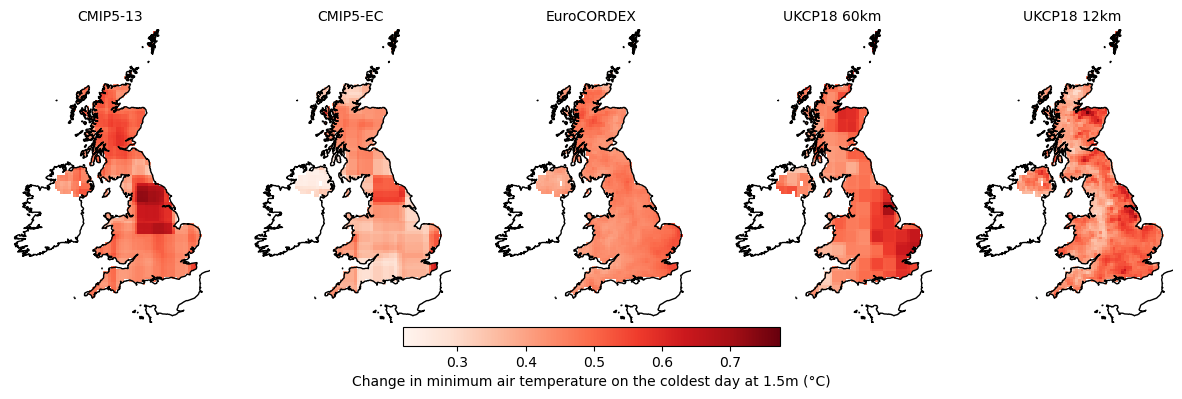 CMIP5-13 CMIP5-EC EuroCORDEX UKCP18 60km UKCP18 12km
0.3 0.4 0.5 0.6 0.7
Change in minimum air temperature on the coldest day at 1.5m (°C)